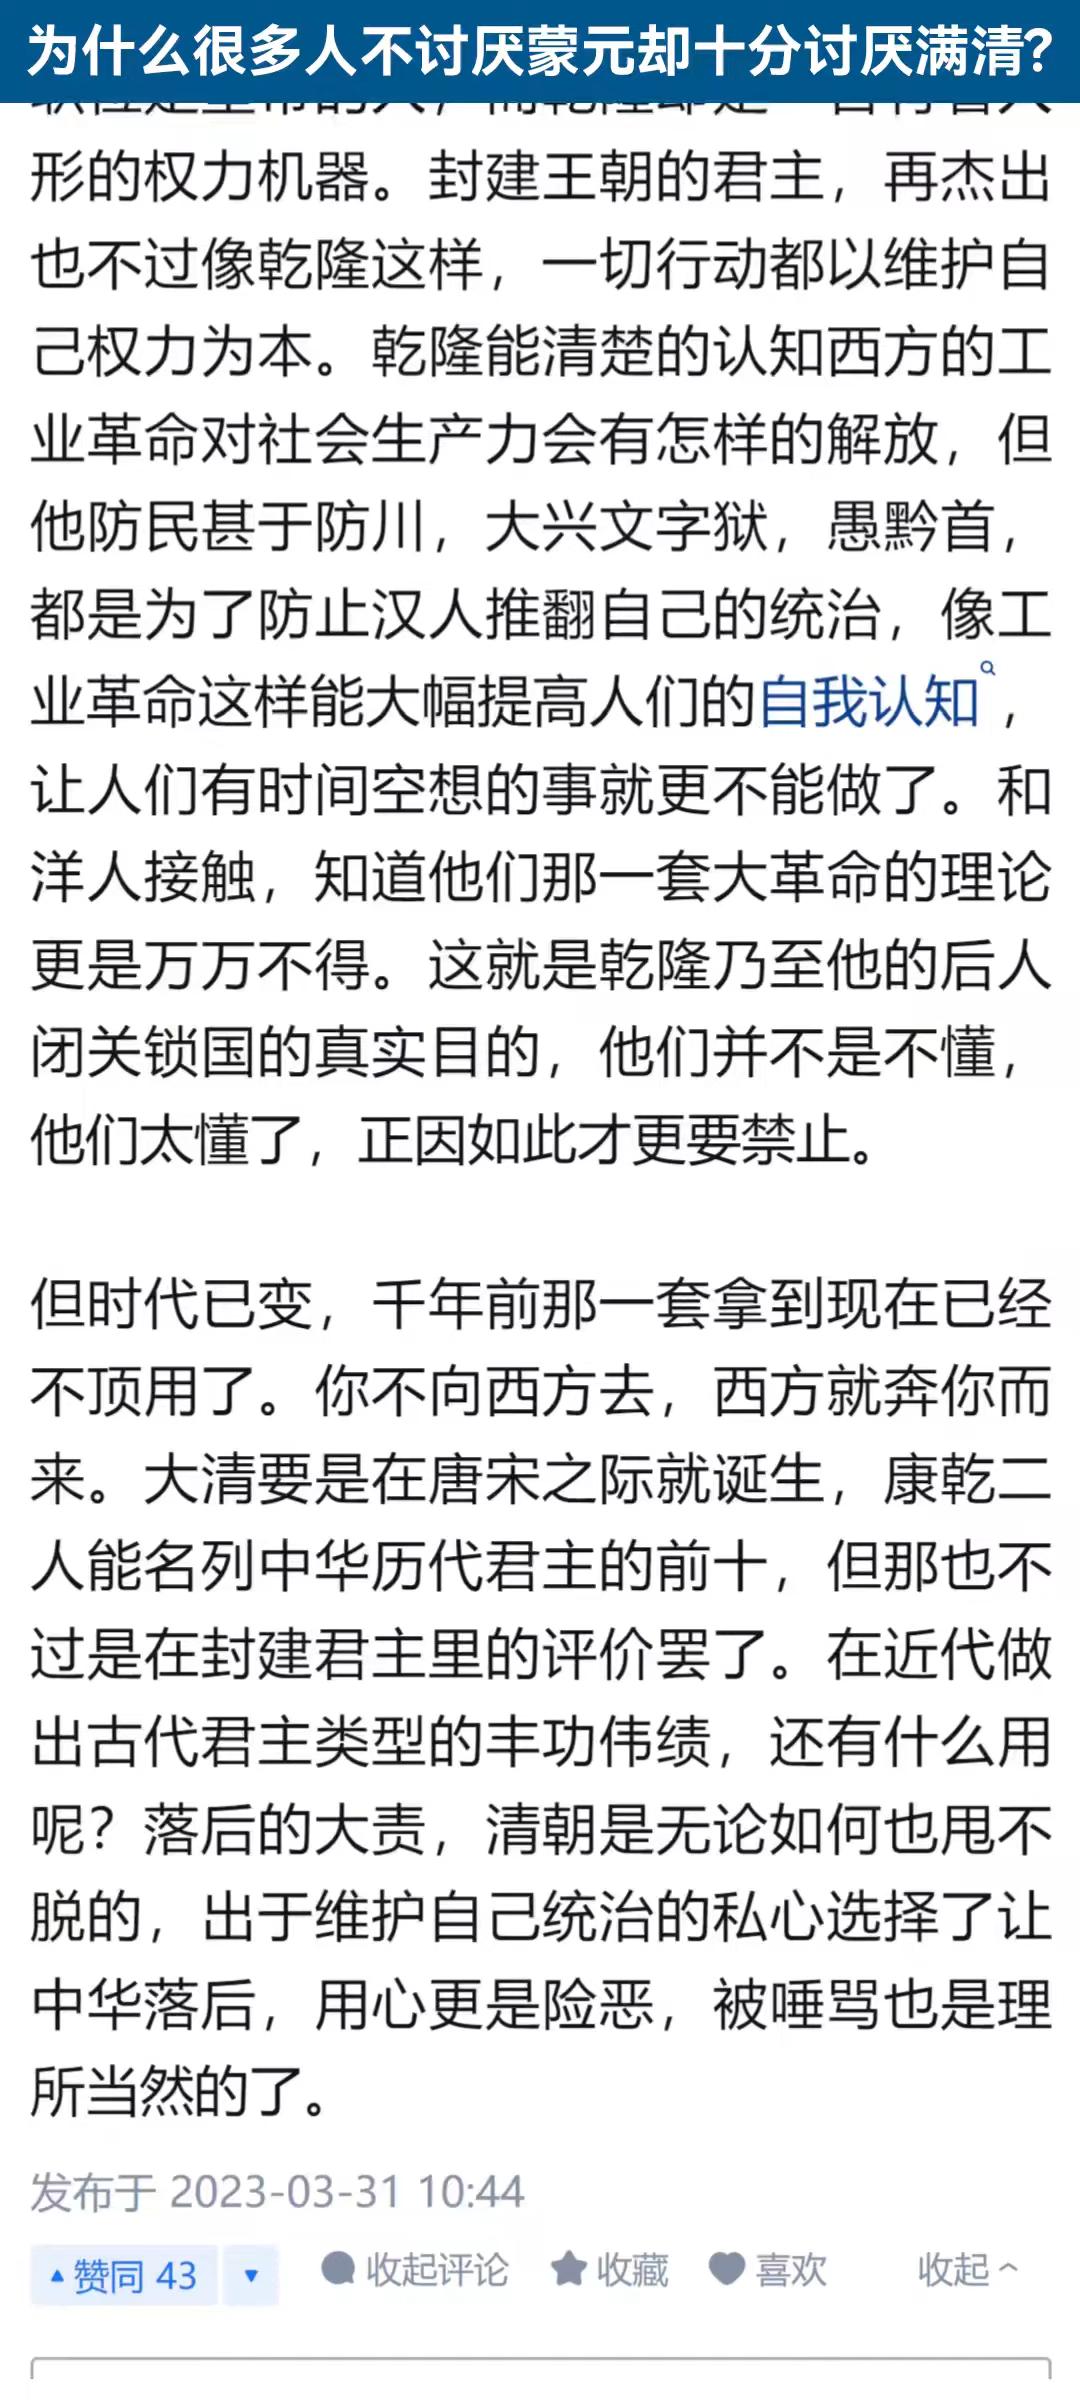 为什么很多人不讨厌蒙元却十分讨厌满清？
形的权力机器。封建王朝的君主，再杰出
也不过像乾隆这样，一切行动都以维护自
己权力为本。乾隆能清楚的认知西方的工
业革命对社会生产力会有怎样的解放，但
他防民甚于防川，大兴文字狱，愚黔首，
都是为了防止汉人推翻自己的统治，像工
业革命这样能大幅提高人们的自我认知，
让人们有时间空想的事就更不能做了。和
洋人接触，知道他们那一套大革命的理论
更是万万不得。这就是乾隆乃至他的后人
闭关锁国的真实目的，他们并不是不懂，
他们太懂了，正因如此才更要禁止。
但时代已变，千年前那一套拿到现在已经
不顶用了。你不向西方去，西方就奔你而
来。大清要是在唐宋之际就诞生，康乾二
人能名列中华历代君主的前十，但那也不
过是在封建君主里的评价罢了。在近代做
出古代君主类型的丰功伟绩，还有什么用
呢？落后的大责，清朝是无论如何也甩不
脱的，出于维护自己统治的私心选择了让
中华落后，用心更是险恶，被唾骂也是理
所当然的了。
发布于 2023-03-31 10:44
赞同 43 收起评论 收藏 喜欢 收起